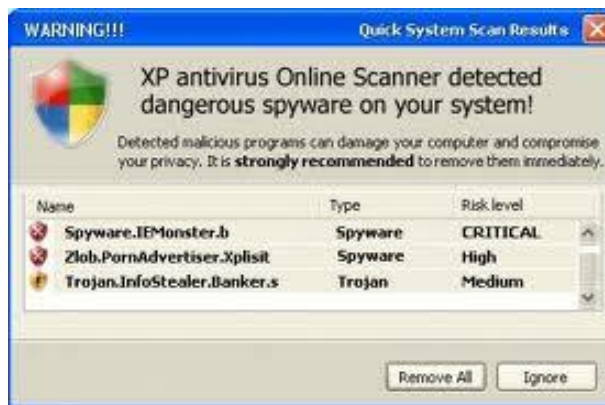 WARNING!!! Quick System Scan Results
XP antivirus Online Scanner detected
dangerous spyware on your system!
Detected malicious programs can damage your computer and compromise
your privacy. It is strongly recommended to remove them immediately.
Name Type Risk level
Spyware.IEMonster.b Spyware CRITICAL
Zlob.PornAdvertiser.Xplisit Spyware High
Trojan.InfoStealer.Banker.s Trojan Medium
Remove All Ignore